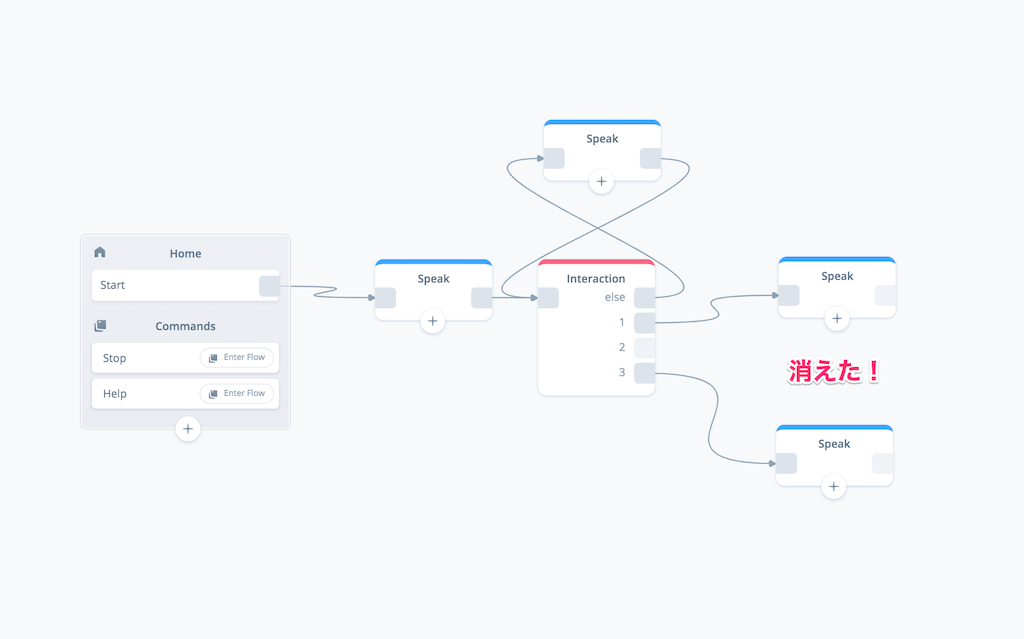 Speak
Home
Start
Commands
Stop
Enter Flow
Help
Enter Flow
Speak
Interaction
else
1
2
3
Speak
消えた！
Speak